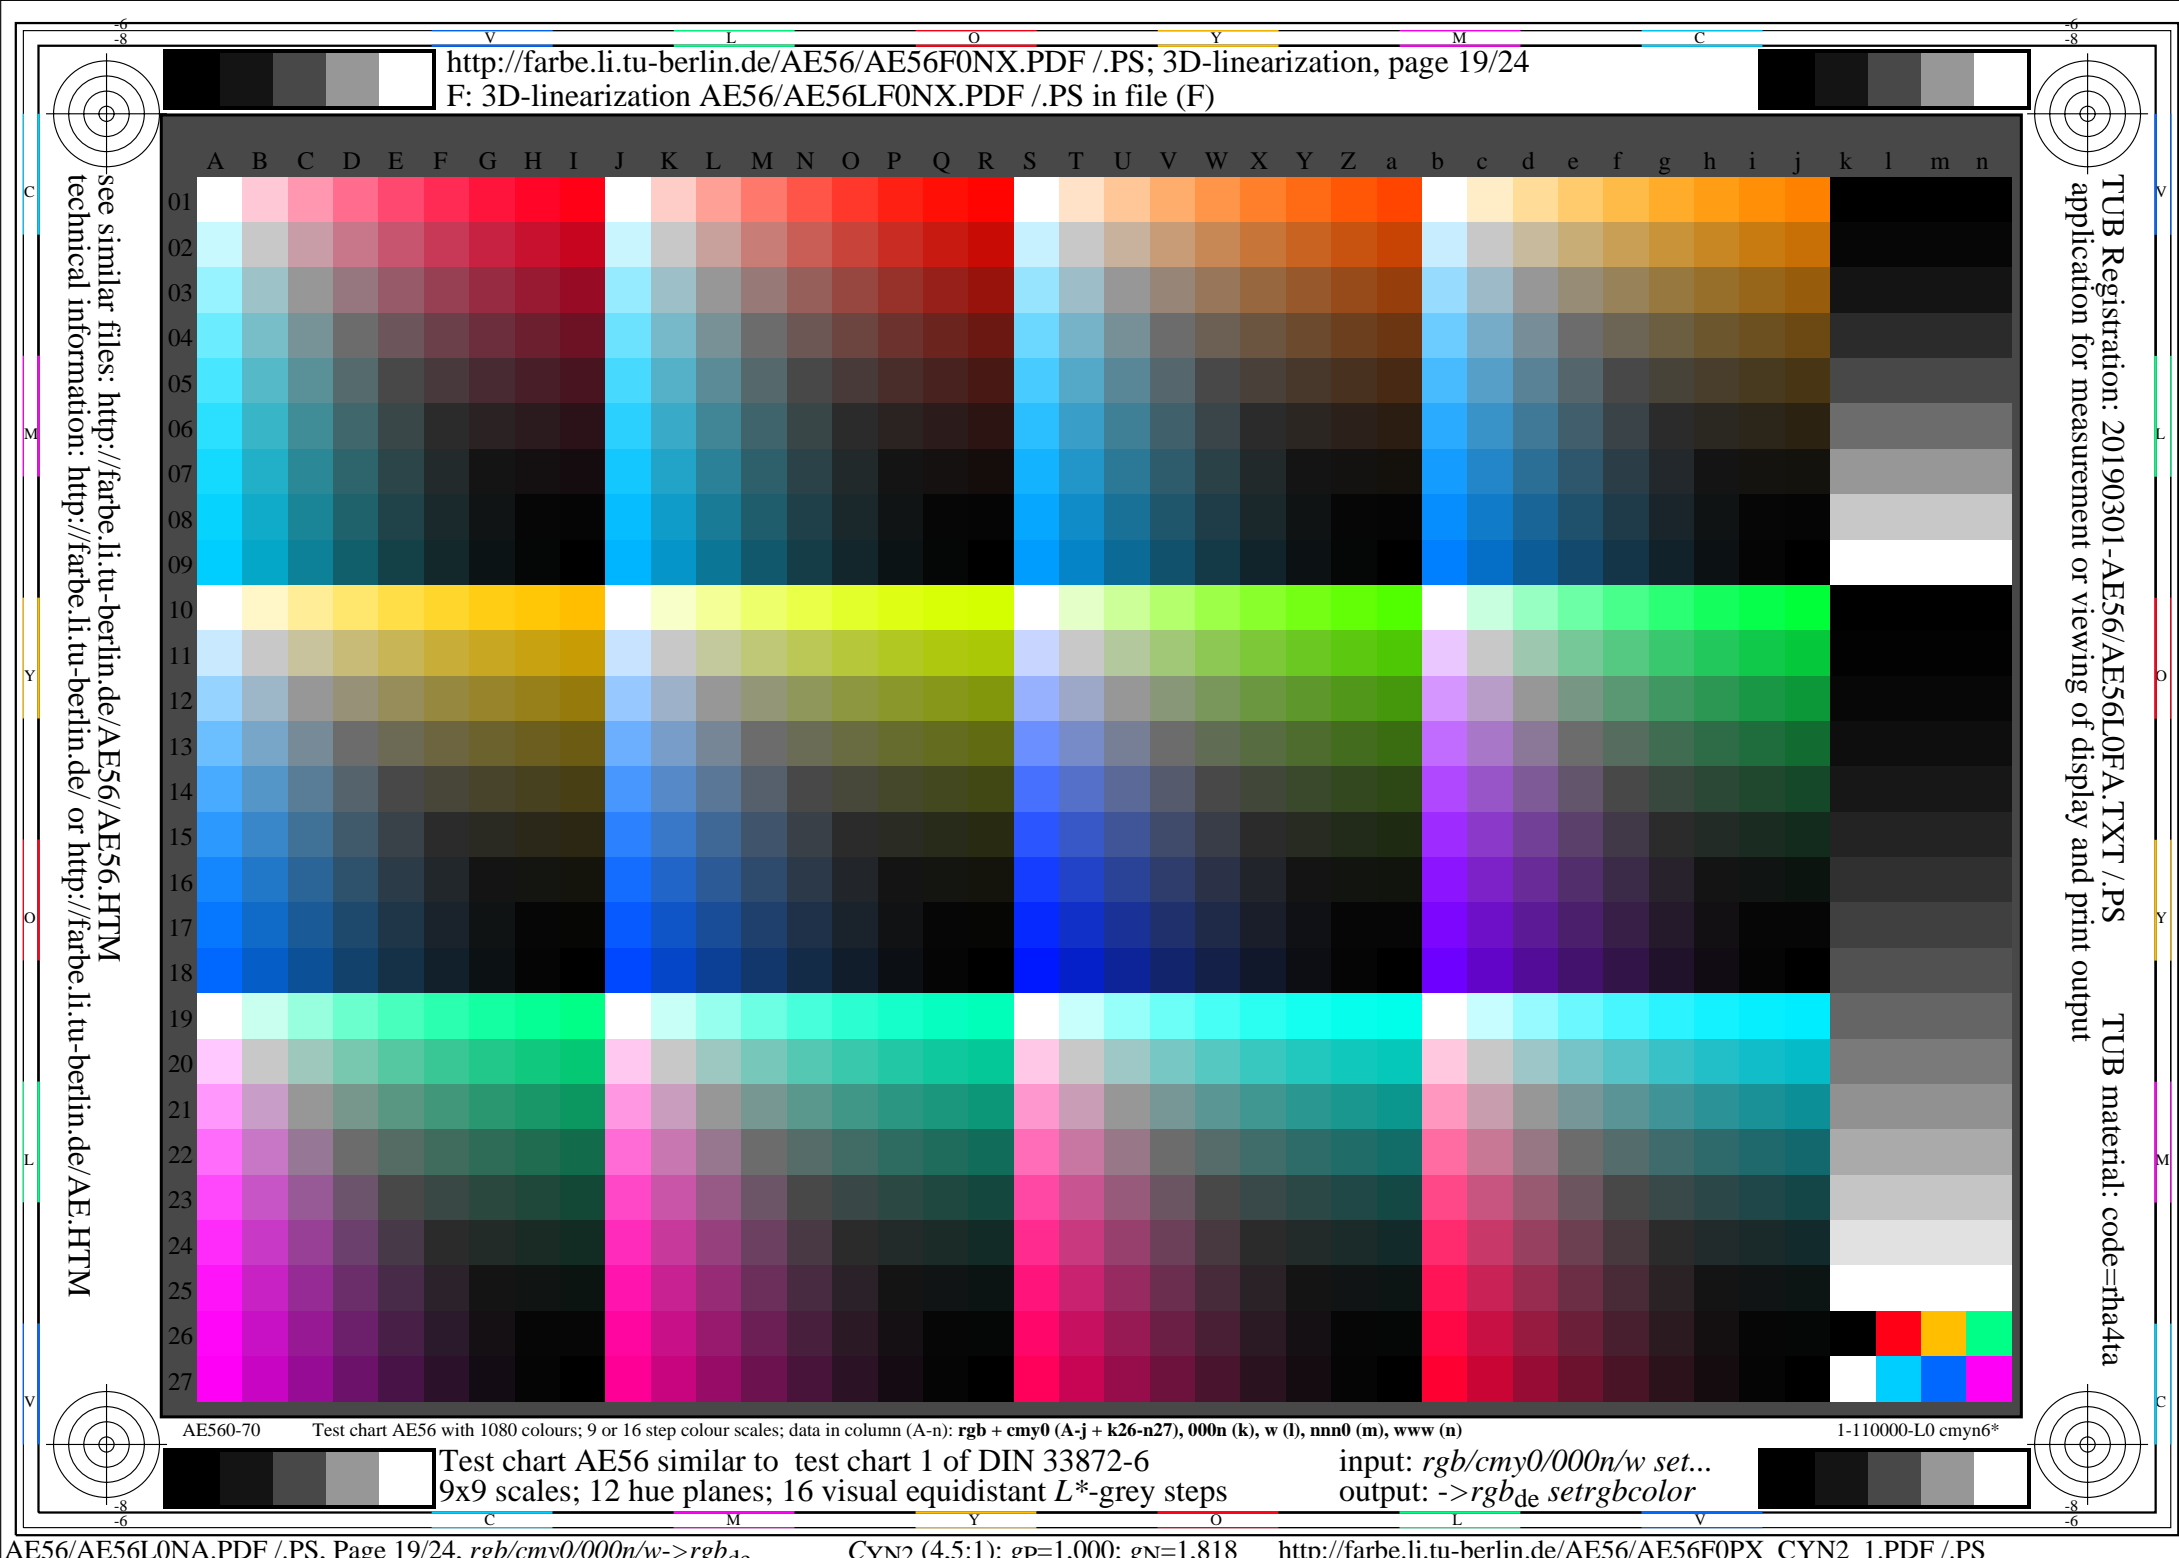 -6
-8
V L O Y M C
-6
-8
http://farbe.li.tu-berlin.de/AE56/AE56F0NX.PDF /.PS; 3D-linearization, page 19/24
F: 3D-linearization AE56/AE56LF0NX.PDF /.PS in file (F)
A B C D E F G H I J K L M N O P Q R S T U V W X Y Z a b c d e f g h i j k l m n
01
02
03
04
05
06
07
08
09
10
11
12
13
14
15
16
17
18
19
20
21
22
23
24
25
26
27
C
M
Y
O
L
V
see similar files: http://farbe.li.tu-berlin.de/AE56/AE56.HTM
technical information: http://farbe.li.tu-berlin.de/ or http://farbe.li.tu-berlin.de/AE.HTM
TUB Registration: 20190301-AE56/AE56L0FA.TXT /.PS TUB material: code=rha4ta
application for measurement or viewing of display and print output
V
L
O
Y
M
C
AE560-70 Test chart AE56 with 1080 colours; 9 or 16 step colour scales; data in column (A-n): rgb + cmy0 (A-j + k26-n27), 000n (k), w (l), nnn0 (m), www (n) 1-110000-L0 cmyn6*
Test chart AE56 similar to test chart 1 of DIN 33872-6 input: rgb/cmy0/000n/w set...
9x9 scales; 12 hue planes; 16 visual equidistant L*-grey steps output: ->rgbde setrgbcolor
-8
-6
C M Y O L V
-8
-6
AE56/AE56L0NA.PDF /.PS, Page 19/24, rgb/cmy0/000n/w->rgbde CYN2 (4.5:1): gP=1.000; gN=1.818 http://farbe.li.tu-berlin.de/AE56/AE56F0PX_CYN2_1.PDF /.PS